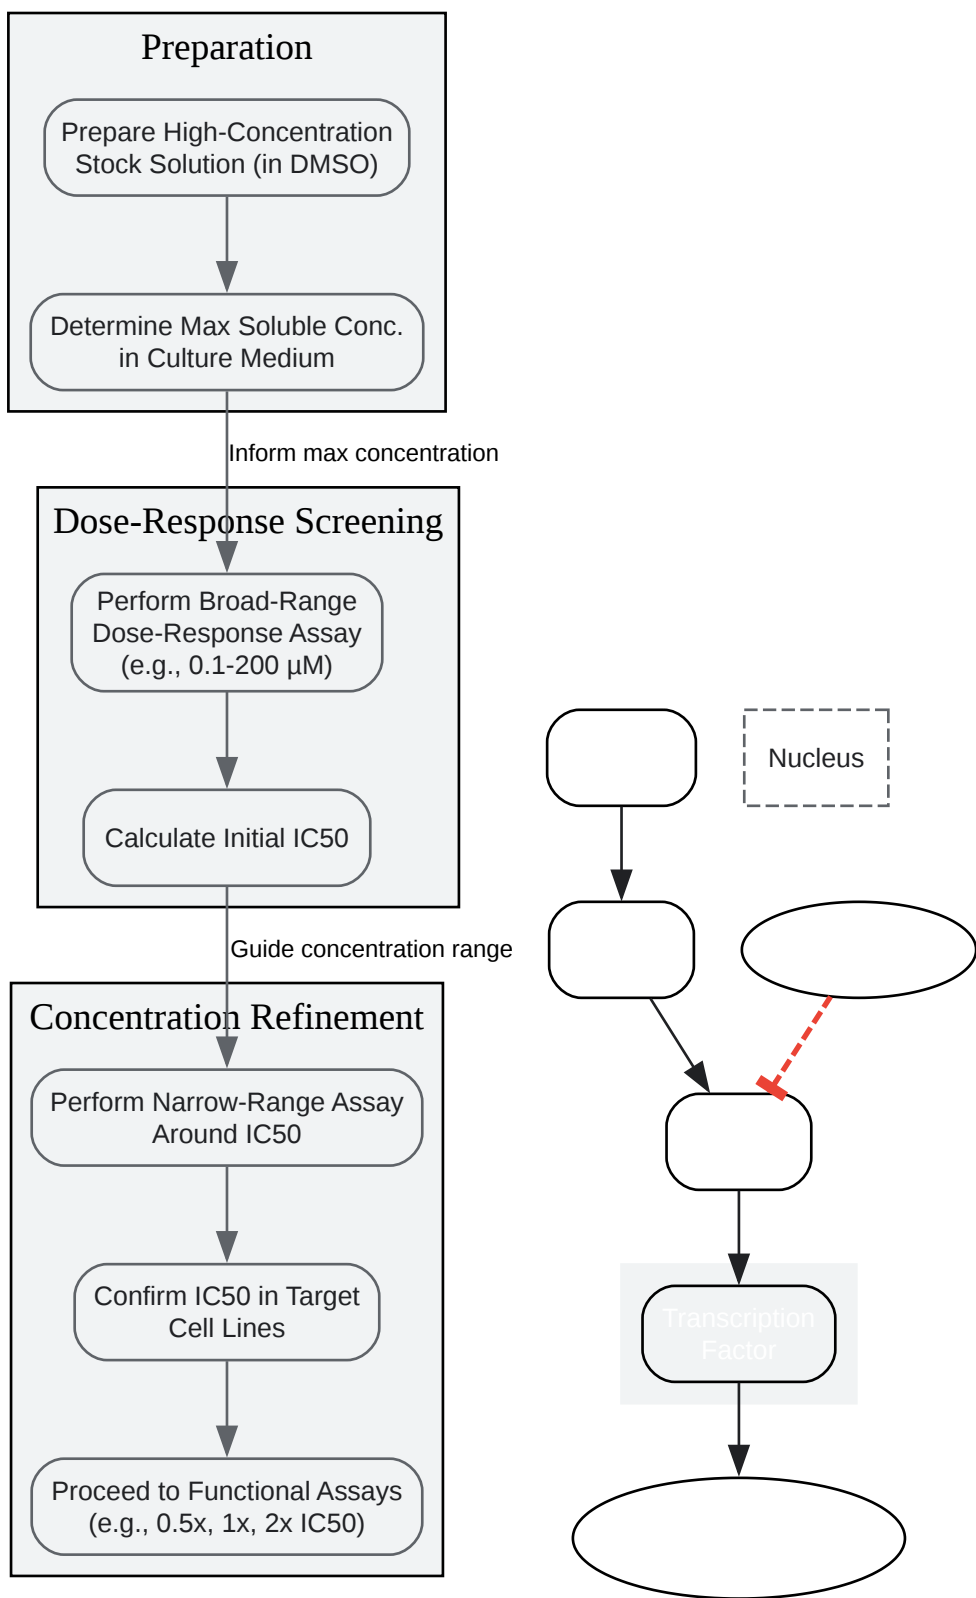 Preparation
Prepare High-Concentration
Stock Solution (in DMSO)
Determine Max Soluble Conc.
in Culture Medium
Inform max concentration
Dose-Response Screening
Perform Broad-Range
Dose-Response Assay
(e.g., 0.1-200 µM)
Calculate Initial IC50
Guide concentration range
Concentration Refinement
Perform Narrow-Range Assay
Around IC50
Confirm IC50 in Target
Cell Lines
Proceed to Functional Assays
(e.g., 0.5x, 1x, 2x IC50)
Nucleus
Transcription
Factor